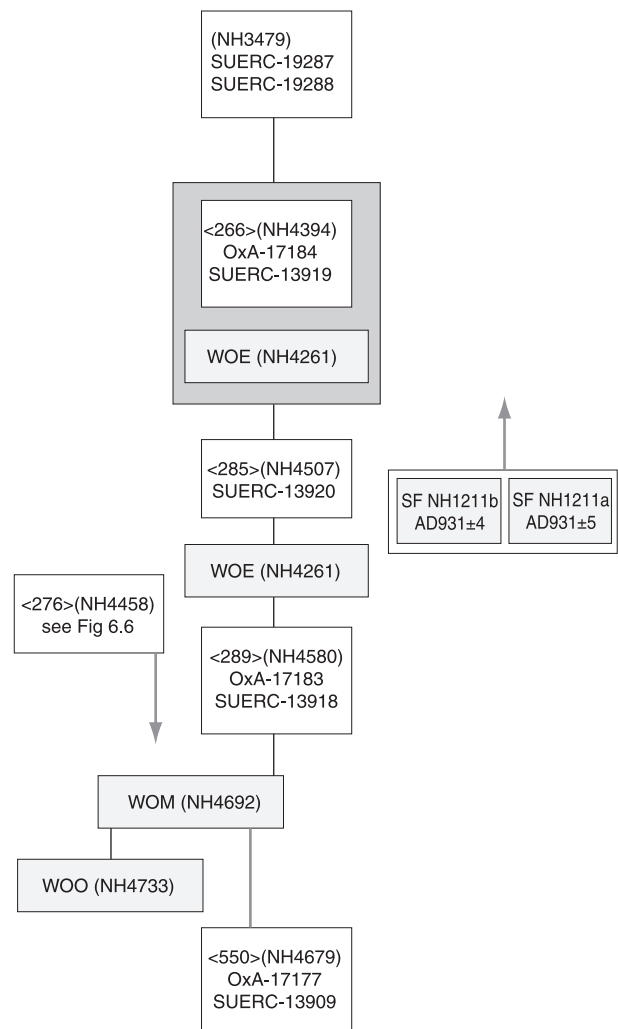 (NH3479)
SUERC-19287
SUERC-19288
<266>(NH4394)
OxA-17184
SUERC-13919
WOE (NH4261)
<285>(NH4507)
SUERC-13920
SF NH1211b
AD931±4
SF NH1211a
AD931±5
WOE (NH4261)
<276>(NH4458)
see Fig 6.6
<289>(NH4580)
OxA-17183
SUERC-13918
WOM (NH4692)
WOO (NH4733)
<550>(NH4679)
OxA-17177
SUERC-13909